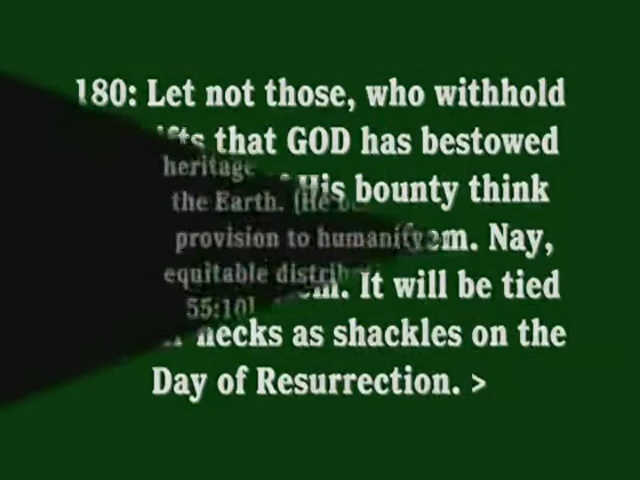 180: Let not those, who withhold
that GOD has bestowed
heritage
His bounty think
the Earth.
provision to humanity
Nay,
equitable
It will be tied
55:10]
necks as shackles on the
Day of Resurrection. >